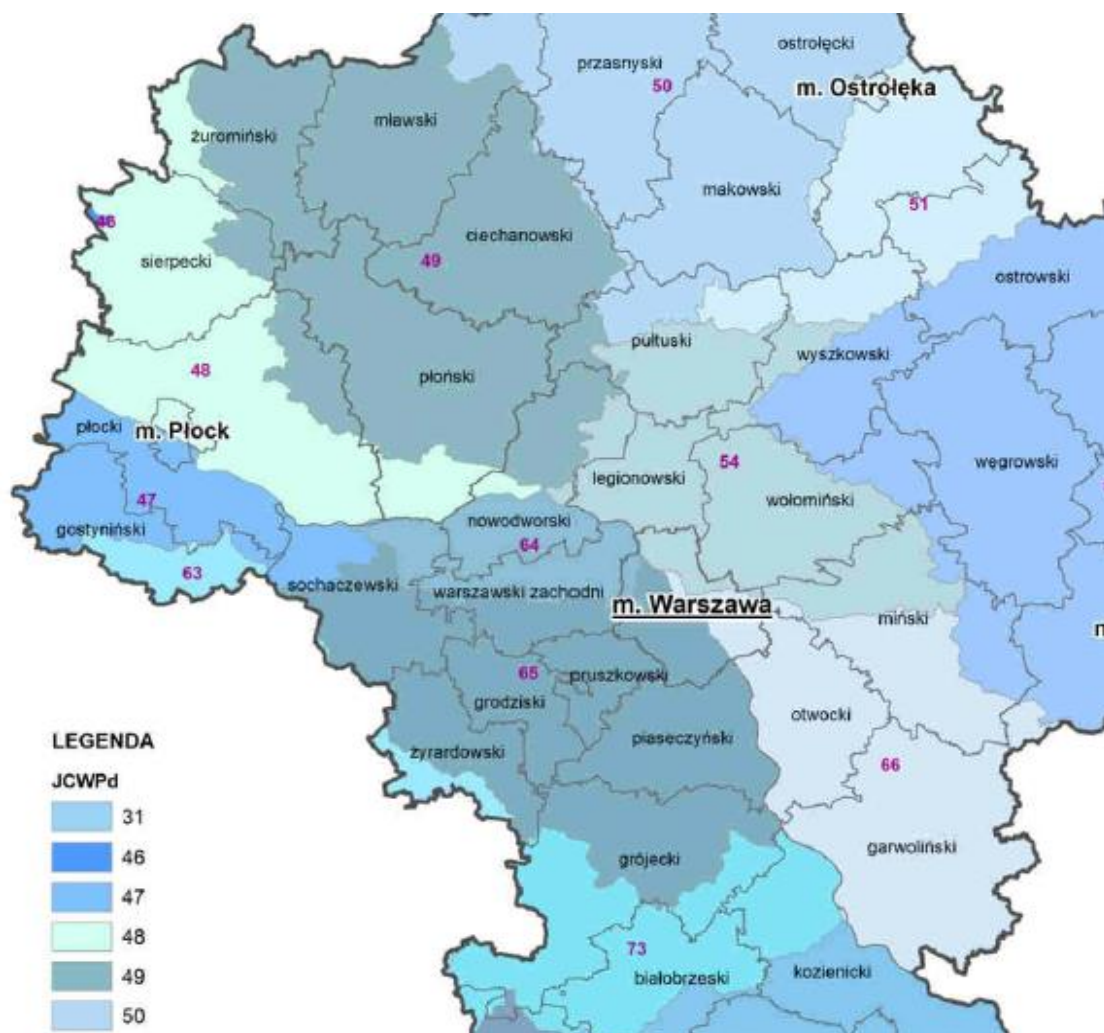 ostrołęcki
przasnyski
50
m. Ostrołęka
mławski
żuromiński
makowski
51
46
ciechanowski
sierpecki
49
ostrowski
pułtuski
wyszkowski
48
płoński
płocki
m. Płock
węgrowski
54
legionowski
wołomiński
47
gostyniński
nowodworski
64
63
sochaczewski
warszawski zachodni
m. Warszawa
miński
65
pruszkowski
grodziski
otwocki
piaseczyński
żyrardowski
66
garwoliński
grójecki
73
białobrzeski
kozienicki
LEGENDA
JCWPd
31
46
47
48
49
50